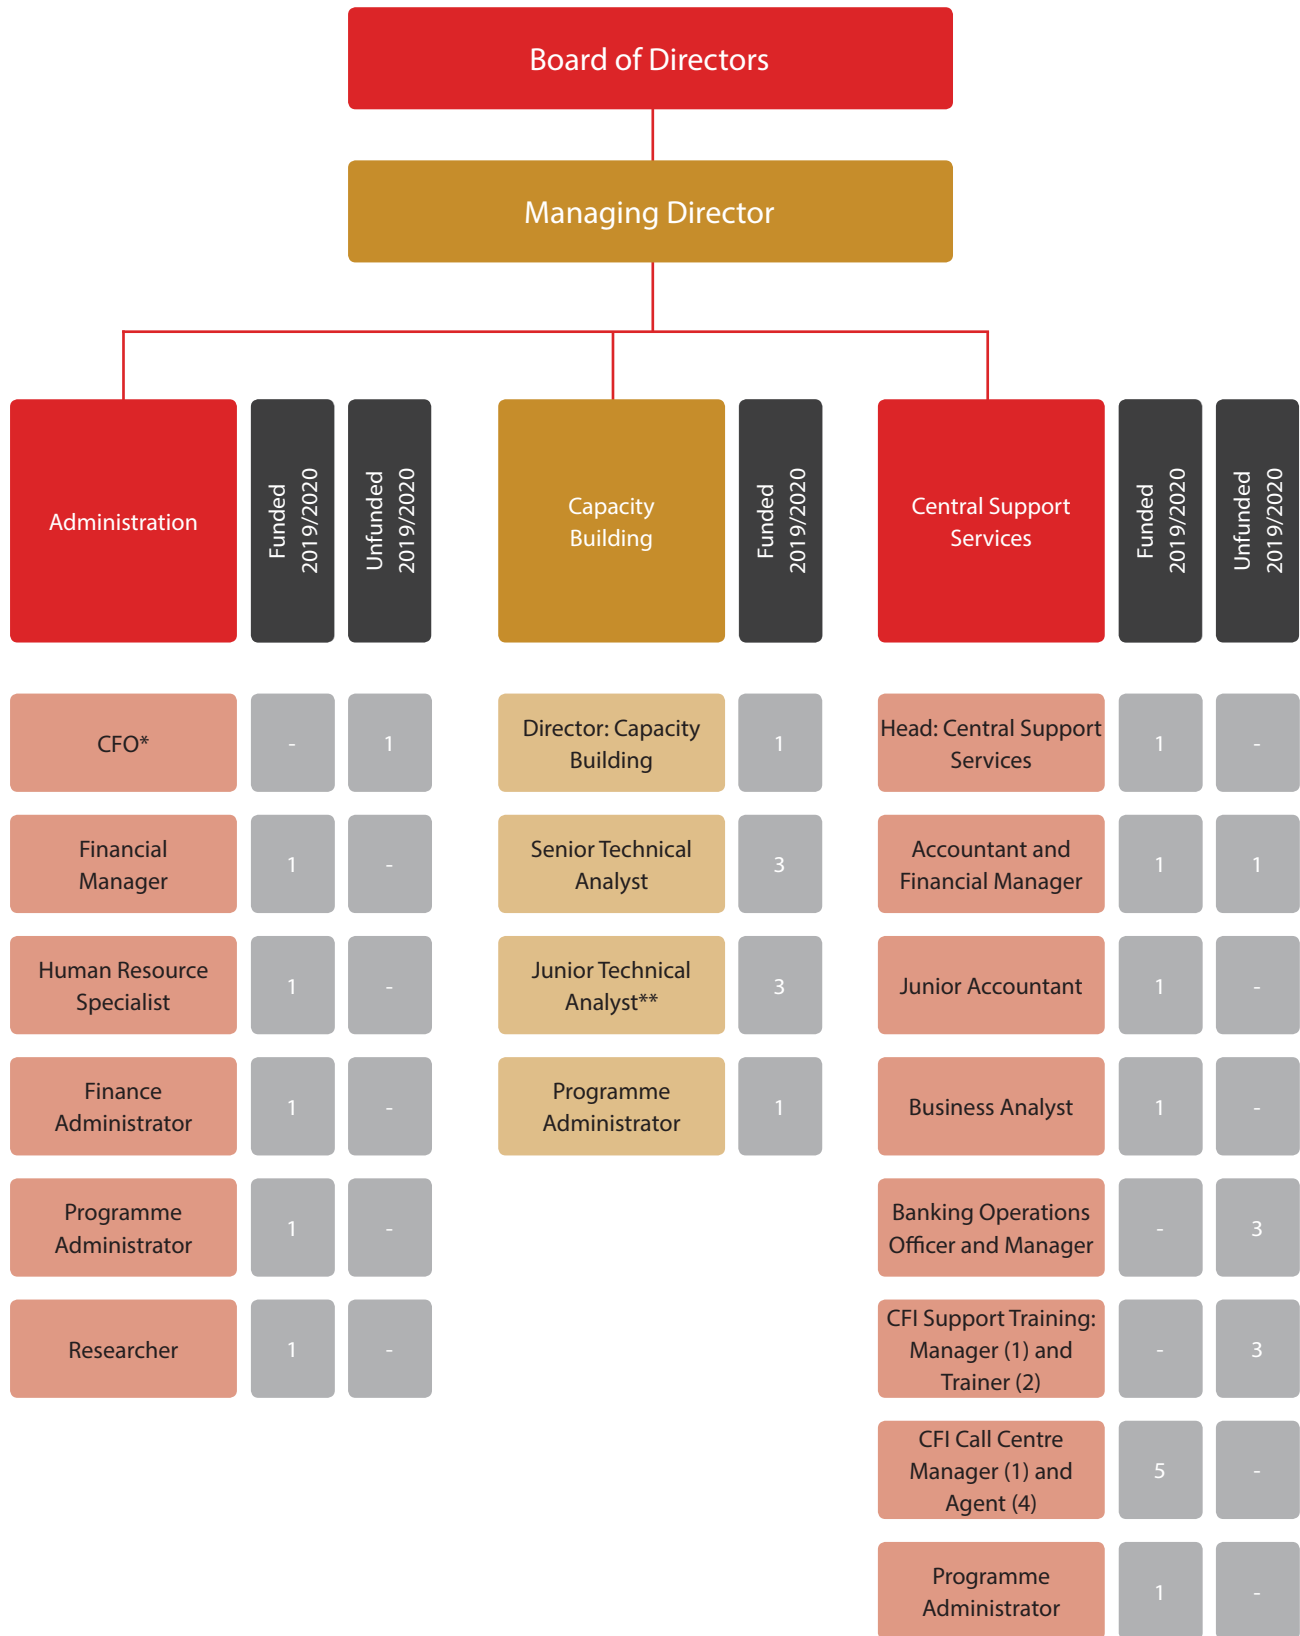 Board of Directors
Managing Director
Administration
Funded
2019/2020
Unfunded
2019/2020
Capacity
Building
Funded
2019/2020
Central Support
Services
Funded
2019/2020
Unfunded
2019/2020
CFO*
-
1
Director: Capacity
Building
1
Head: Central Support
Services
1
-
Financial
Manager
1
-
Senior Technical
Analyst
3
Accountant and
Financial Manager
1
1
Human Resource
Specialist
1
-
Junior Technical
Analyst**
3
Junior Accountant
1
-
Finance
Administrator
1
-
Programme
Administrator
1
Business Analyst
1
-
Programme
Administrator
1
-
Banking Operations
Officer and Manager
-
3
Researcher
1
-
CFI Support Training:
Manager (1) and
Trainer (2)
-
3
CFI Call Centre
Manager (1) and
Agent (4)
5
-
Programme
Administrator
1
-